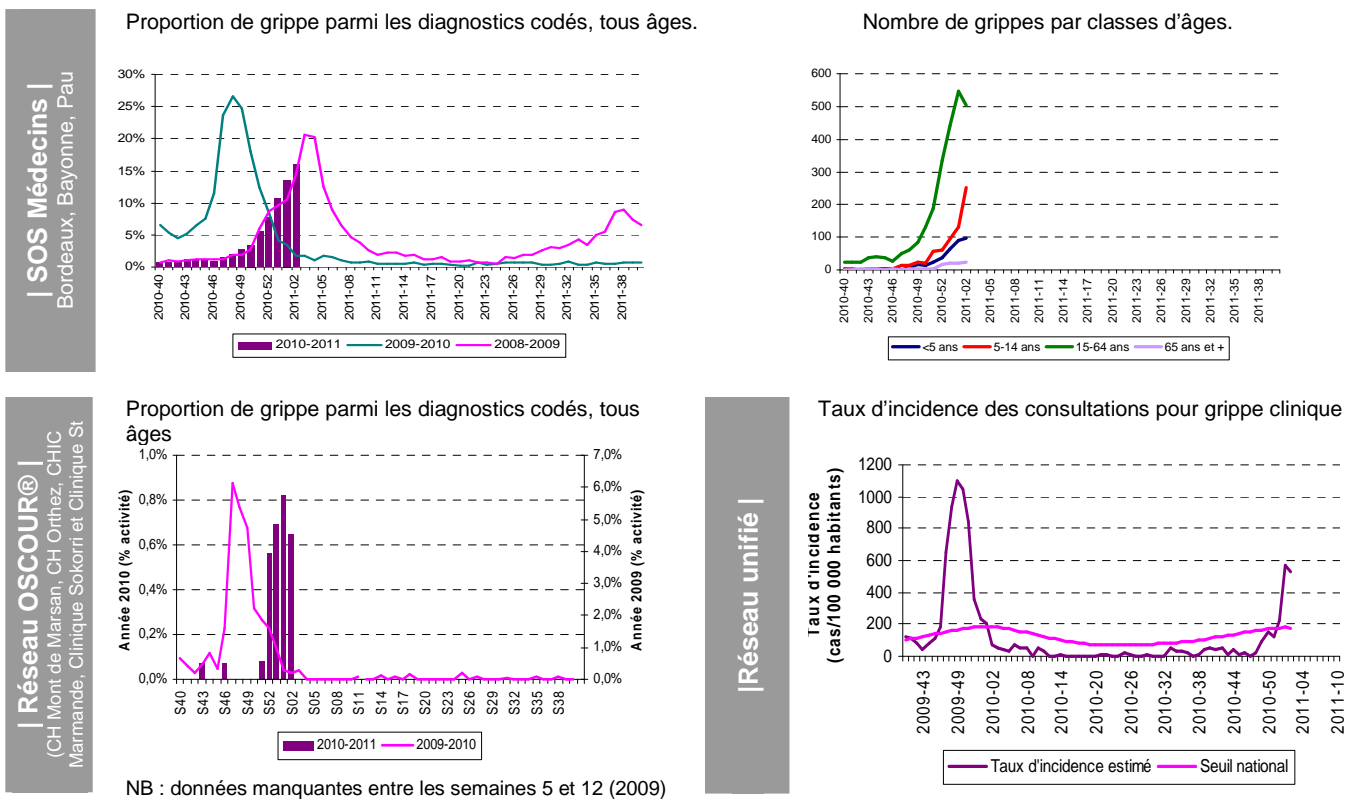 | SOS Médecins |
Bordeaux, Bayonne, Pau
Proportion de grippe parmi les diagnostics codés, tous âges.
30%
25%
20%
15%
10%
5%
0%
2010-40
2010-43
2010-46
2010-49
2010-52
2011-02
2011-05
2011-08
2011-11
2011-14
2011-17
2011-20
2011-23
2011-26
2011-29
2011-32
2011-35
2011-38
2010-2011 2009-2010 2008-2009
Nombre de grippes par classes d'âges.
600
500
400
300
200
100
0
2010-40
2010-43
2010-46
2010-49
2010-52
2011-02
2011-05
2011-08
2011-11
2011-14
2011-17
2011-20
2011-23
2011-26
2011-29
2011-32
2011-35
2011-38
<5 ans 5-14 ans 15-64 ans 65 ans et +
| Réseau OSCOUR® |
(CH Mont de Marsan, CH Orthez, CHIC
Marmande, Clinique Sokorri et Clinique St
Proportion de grippe parmi les diagnostics codés, tous
âges
Année 2010 (% activité)
1,0%
0,8%
0,6%
0,4%
0,2%
0,0%
7,0%
6,0%
5,0%
4,0%
3,0%
2,0%
1,0%
0,0%
Année 2009 (% activité)
S40
S43
S46
S49
S52
S02
S05
S08
S11
S14
S17
S20
S23
S26
S29
S32
S35
S38
2010-2011 2009-2010
NB : données manquantes entre les semaines 5 et 12 (2009)
|Réseau unifié |
Taux d'incidence des consultations pour grippe clinique
Taux d'incidence
(cas/100 000 habitants)
1200
1000
800
600
400
200
0
2009-43
2009-49
2010-02
2010-08
2010-14
2010-20
2010-26
2010-32
2010-38
2010-44
2010-50
2011-04
2011-10
Taux d'incidence estimé Seuil national